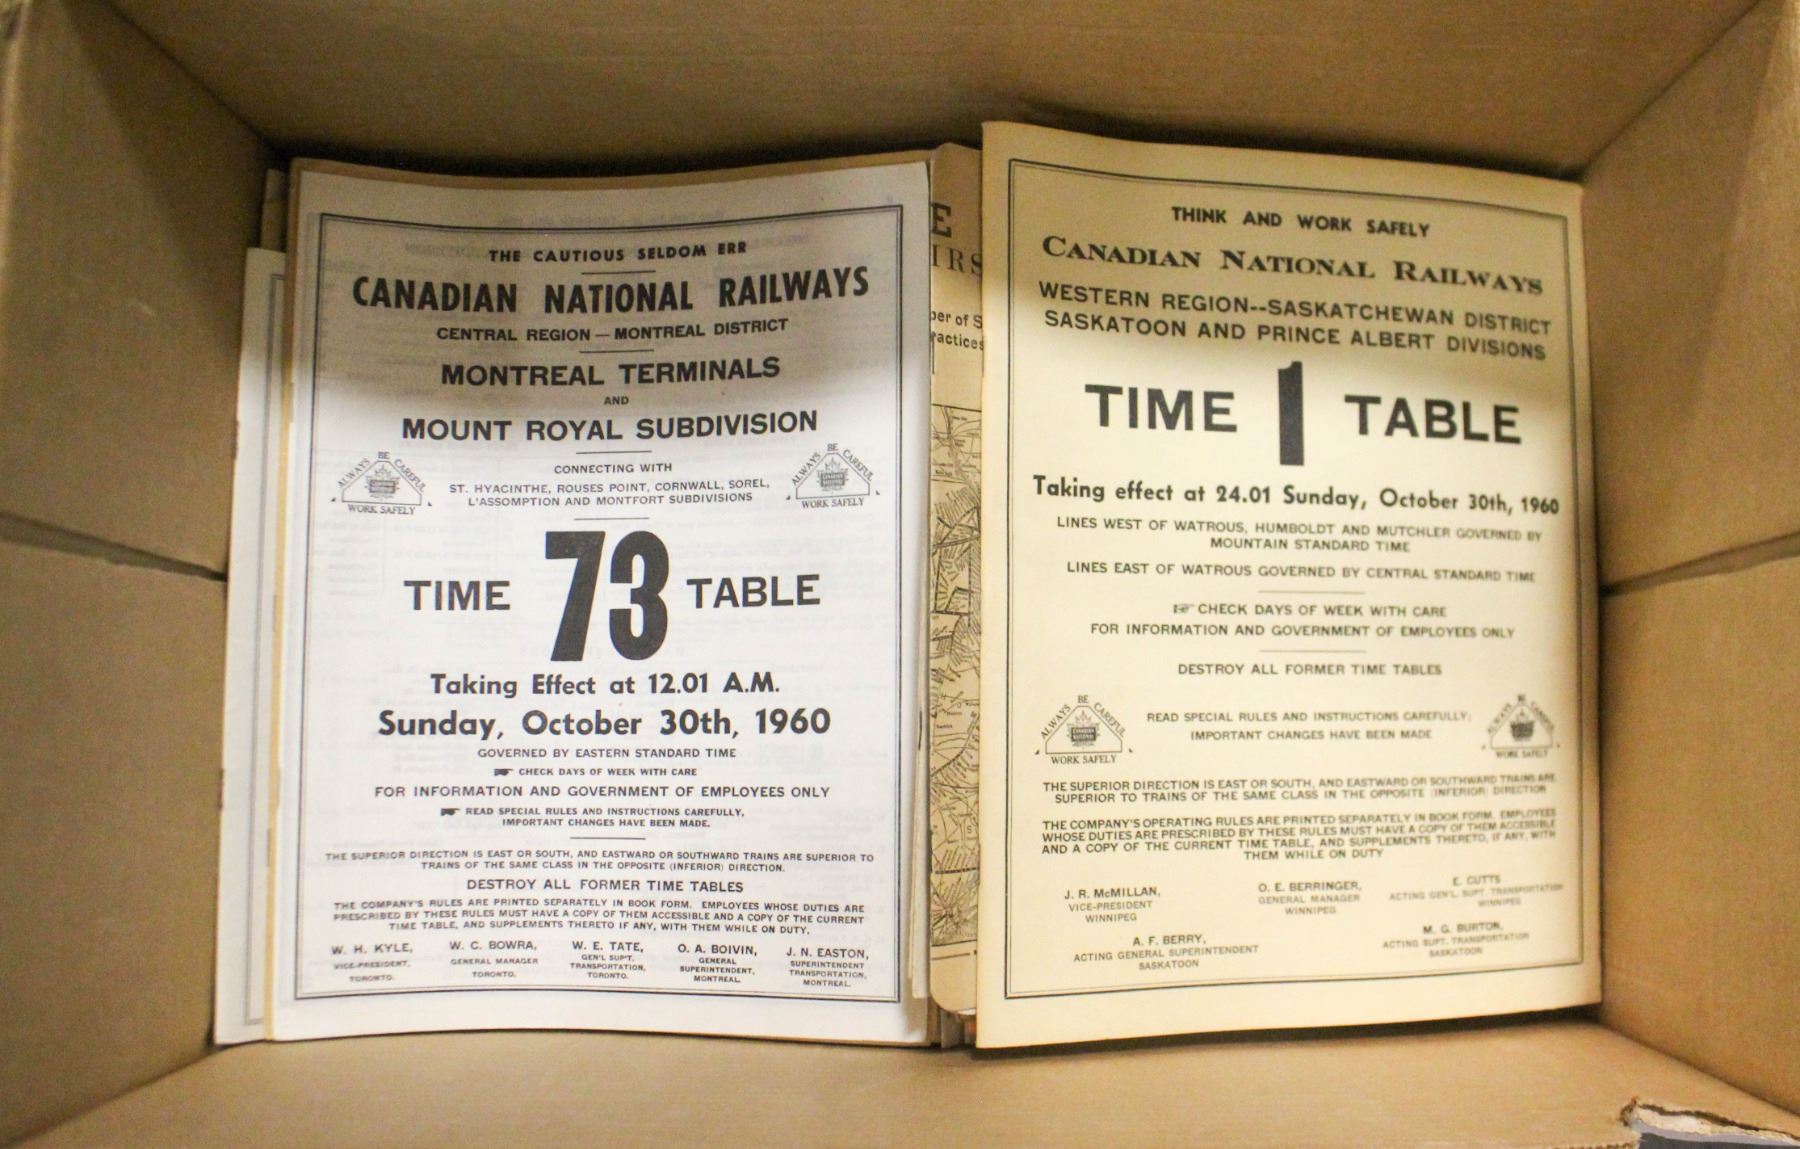 THE CAUTIOUS SELDOM ERR
CANADIAN NATIONAL RAILWAYS
CENTRAL REGION — MONTREAL DISTRICT
MONTREAL TERMINALS
AND
MOUNT ROYAL SUBDIVISION
ALWAYS BE CAREFUL
WORK SAFELY
CONNECTING WITH
ST. HYACINTHE, ROUSES POINT, CORNWALL, SOREL,
L'ASSOMPTION AND MONTFORT SUBDIVISIONS
ALWAYS BE CAREFUL
WORK SAFELY
TIME 73 TABLE
Taking Effect at 12.01 A.M.
Sunday, October 30th, 1960
GOVERNED BY EASTERN STANDARD TIME
CHECK DAYS OF WEEK WITH CARE
FOR INFORMATION AND GOVERNMENT OF EMPLOYEES ONLY
READ SPECIAL RULES AND INSTRUCTIONS CAREFULLY,
IMPORTANT CHANGES HAVE BEEN MADE.
THE SUPERIOR DIRECTION IS EAST OR SOUTH, AND EASTWARD OR SOUTHWARD TRAINS ARE SUPERIOR TO
TRAINS OF THE SAME CLASS IN THE OPPOSITE (INFERIOR) DIRECTION.
DESTROY ALL FORMER TIME TABLES
THE COMPANY'S RULES ARE PRINTED SEPARATELY IN BOOK FORM. EMPLOYEES WHOSE DUTIES ARE
PRESCRIBED BY THESE RULES MUST HAVE A COPY OF THEM ACCESSIBLE AND A COPY OF THE CURRENT
TIME TABLE, AND SUPPLEMENTS THERETO IF ANY, WITH THEM WHILE ON DUTY.
W. H. KYLE,
VICE-PRESIDENT,
TORONTO.
W. C. BOWRA,
GENERAL MANAGER
TORONTO.
W. E. TATE,
GEN'L SUP'T.
TRANSPORTATION,
TORONTO.
O. A. BOIVIN,
GENERAL
SUPERINTENDENT,
MONTREAL.
J. N. EASTON,
SUPERINTENDENT
TRANSPORTATION,
MONTREAL.
E
IRS
ber of S
ractices
THINK AND WORK SAFELY
CANADIAN NATIONAL RAILWAYS
WESTERN REGION--SASKATCHEWAN DISTRICT
SASKATOON AND PRINCE ALBERT DIVISIONS
TIME 1 TABLE
Taking effect at 24.01 Sunday, October 30th, 1960
LINES WEST OF WATROUS, HUMBOLDT AND MUTCHLER GOVERNED BY
MOUNTAIN STANDARD TIME
LINES EAST OF WATROUS GOVERNED BY CENTRAL STANDARD TIME
CHECK DAYS OF WEEK WITH CARE
FOR INFORMATION AND GOVERNMENT OF EMPLOYEES ONLY
DESTROY ALL FORMER TIME TABLES
ALWAYS BE CAREFUL
CANADIAN NATIONAL
WORK SAFELY
READ SPECIAL RULES AND INSTRUCTIONS CAREFULLY;
IMPORTANT CHANGES HAVE BEEN MADE
ALWAYS BE CAREFUL
WORK SAFELY
THE SUPERIOR DIRECTION IS EAST OR SOUTH, AND EASTWARD OR SOUTHWARD TRAINS ARE
SUPERIOR TO TRAINS OF THE SAME CLASS IN THE OPPOSITE (INFERIOR) DIRECTION
THE COMPANY'S OPERATING RULES ARE PRINTED SEPARATELY IN BOOK FORM. EMPLOYEES
WHOSE DUTIES ARE PRESCRIBED BY THESE RULES MUST HAVE A COPY OF THEM ACCESSIBLE
AND A COPY OF THE CURRENT TIME TABLE, AND SUPPLEMENTS THERETO, IF ANY, WITH
THEM WHILE ON DUTY
J. R. McMILLAN,
VICE-PRESIDENT
WINNIPEG
O. E. BERRINGER,
GENERAL MANAGER
WINNIPEG
E. CUTTS
ACTING GEN'L. SUPT. TRANSPORTATION
WINNIPEG
A. F. BERRY,
ACTING GENERAL SUPERINTENDENT
SASKATOON
M. G. BURTON,
ACTING SUPT. TRANSPORTATION
SASKATOON